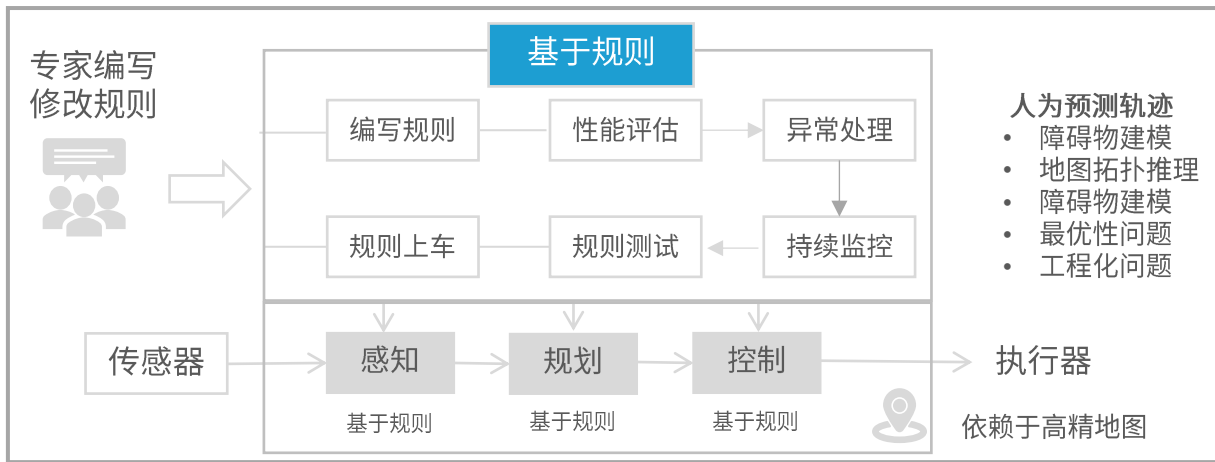 专家编写
修改规则
基于规则
编写规则
性能评估
异常处理
规则上车
规则测试
持续监控
人为预测轨迹
• 障碍物建模
• 地图拓扑推理
• 障碍物建模
• 最优性问题
• 工程化问题
传感器
感知
规划
控制
执行器
基于规则
基于规则
基于规则
依赖于高精地图